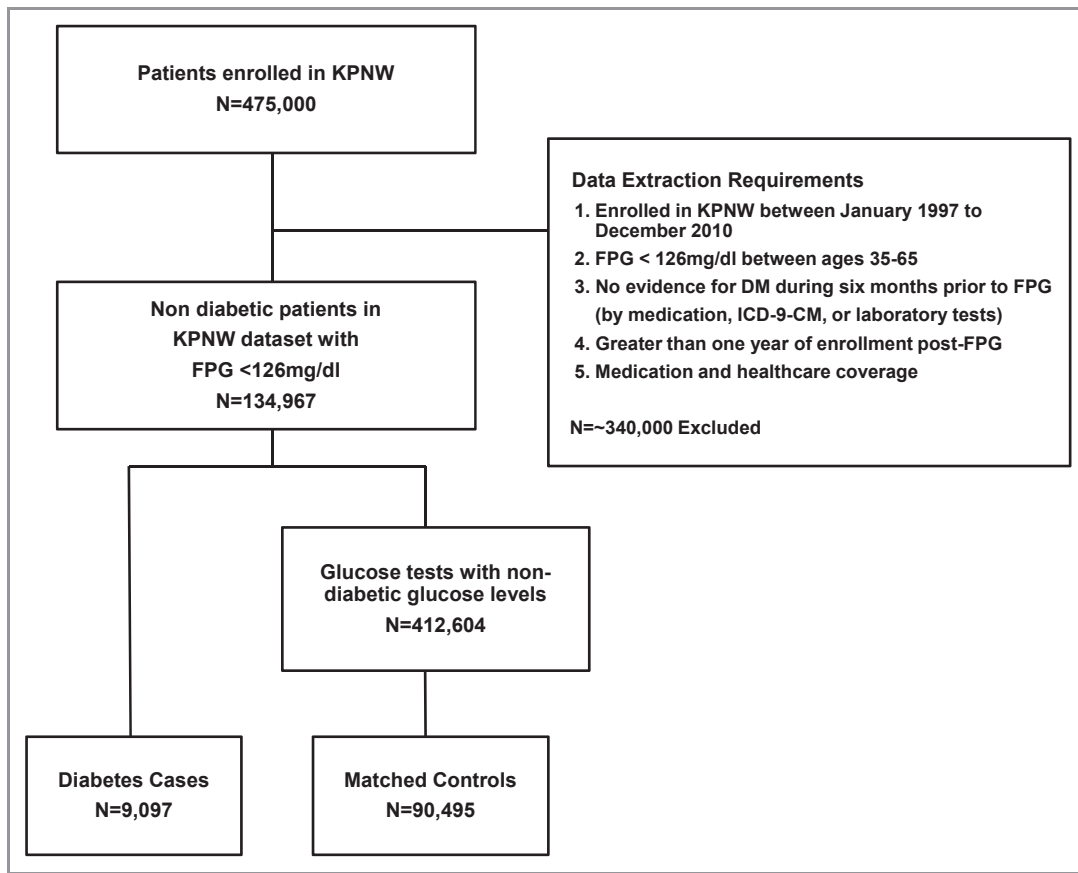 Patients enrolled in KPNW
N=475,000
Data Extraction Requirements
1. Enrolled in KPNW between January 1997 to
December 2010
2. FPG < 126mg/dl between ages 35-65
3. No evidence for DM during six months prior to FPG
(by medication, ICD-9-CM, or laboratory tests)
4. Greater than one year of enrollment post-FPG
5. Medication and healthcare coverage
N=~340,000 Excluded
Non diabetic patients in
KPNW dataset with
FPG <126mg/dl
N=134,967
Glucose tests with non-
diabetic glucose levels
N=412,604
Diabetes Cases
N=9,097
Matched Controls
N=90,495